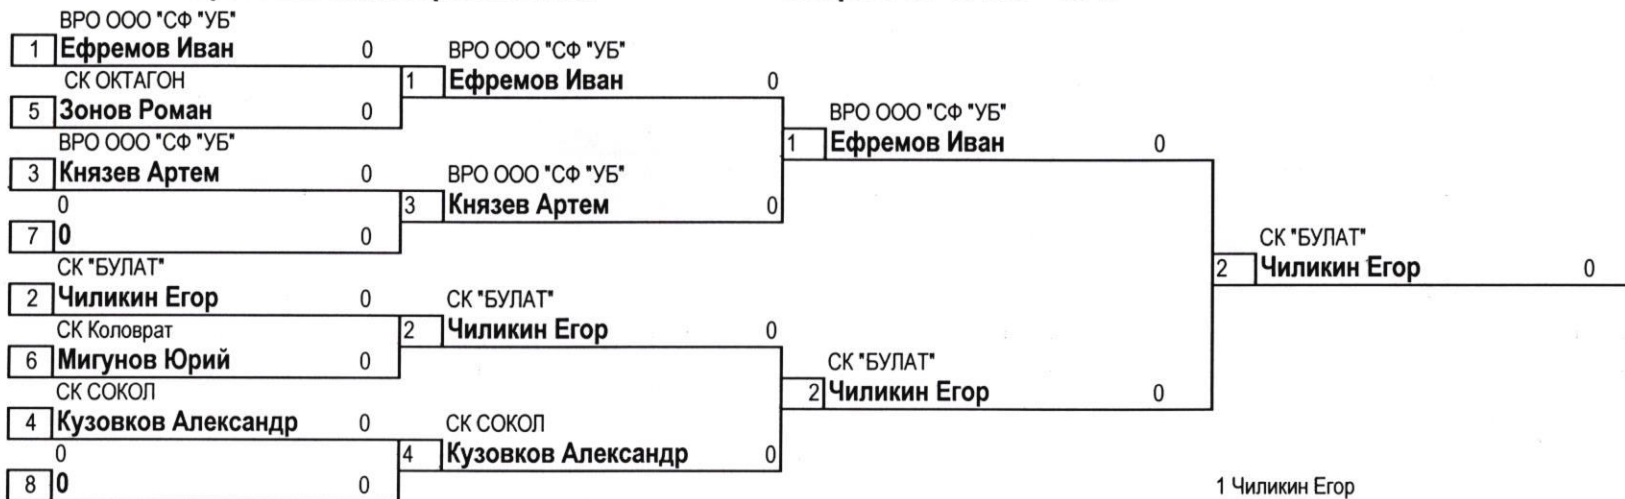 ВРО ООО "СФ "УБ"
1 Ефремов Иван 0
СК ОКТАГОН
5 Зонов Роман 0
ВРО ООО "СФ "УБ"
3 Князев Артем 0
0
7 0 0
СК "БУЛАТ"
2 Чиликин Егор 0
СК Коловрат
6 Мигунов Юрий 0
СК СОКОЛ
4 Кузовков Александр 0
0
8 0 0
ВРО ООО "СФ "УБ"
1 Ефремов Иван 0
ВРО ООО "СФ "УБ"
3 Князев Артем 0
СК "БУЛАТ"
2 Чиликин Егор 0
СК СОКОЛ
4 Кузовков Александр 0
ВРО ООО "СФ "УБ"
1 Ефремов Иван 0
СК "БУЛАТ"
2 Чиликин Егор 0
СК "БУЛАТ"
2 Чиликин Егор 0
1 Чиликин Егор